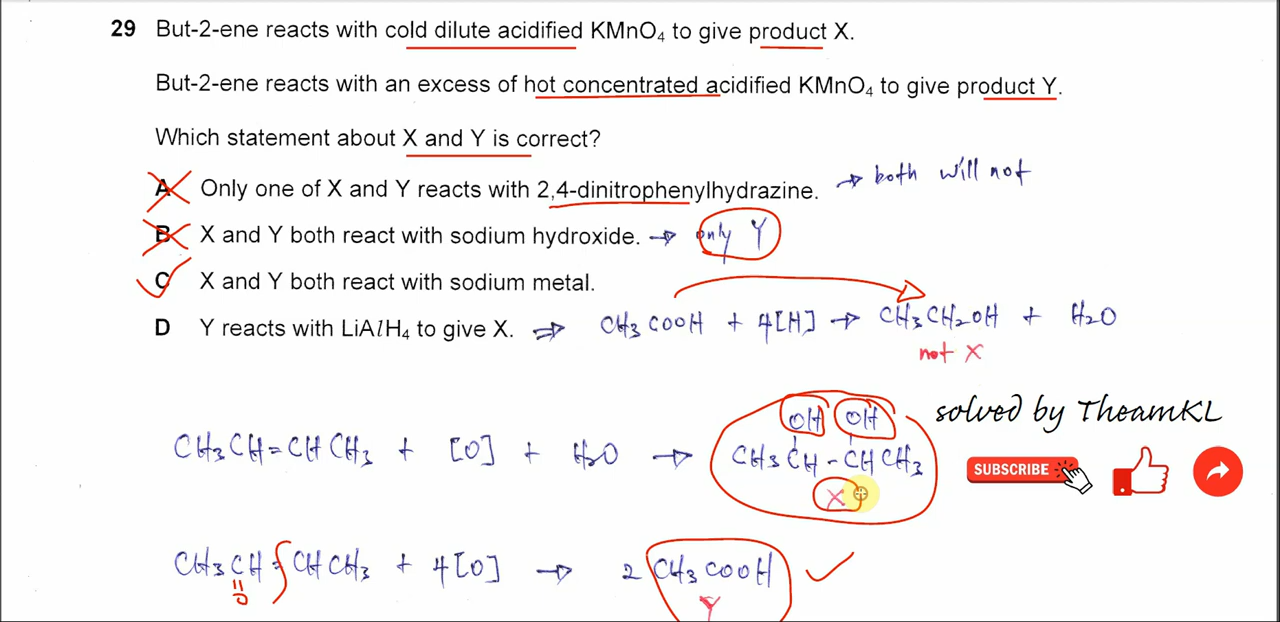 29 But-2-ene reacts with cold dilute acidified KMnO₄ to give product X.
But-2-ene reacts with an excess of hot concentrated acidified KMnO₄ to give product Y.
Which statement about X and Y is correct?
A Only one of X and Y reacts with 2,4-dinitrophenylhydrazine. → both will not
B X and Y both react with sodium hydroxide. → only Y
C X and Y both react with sodium metal.
D Y reacts with LiAlH₄ to give X. ⇒ CH₃COOH + 4[H] → CH₃CH₂OH + H₂O
not X
solved by TheamKL
OH OH
CH₃CH=CHCH₃ + [O] + H₂O → CH₃CH-CHCH₃
SUBSCRIBE
X
CH₃CH=CHCH₃ + 4[O] → 2CH₃COOH
O
Y